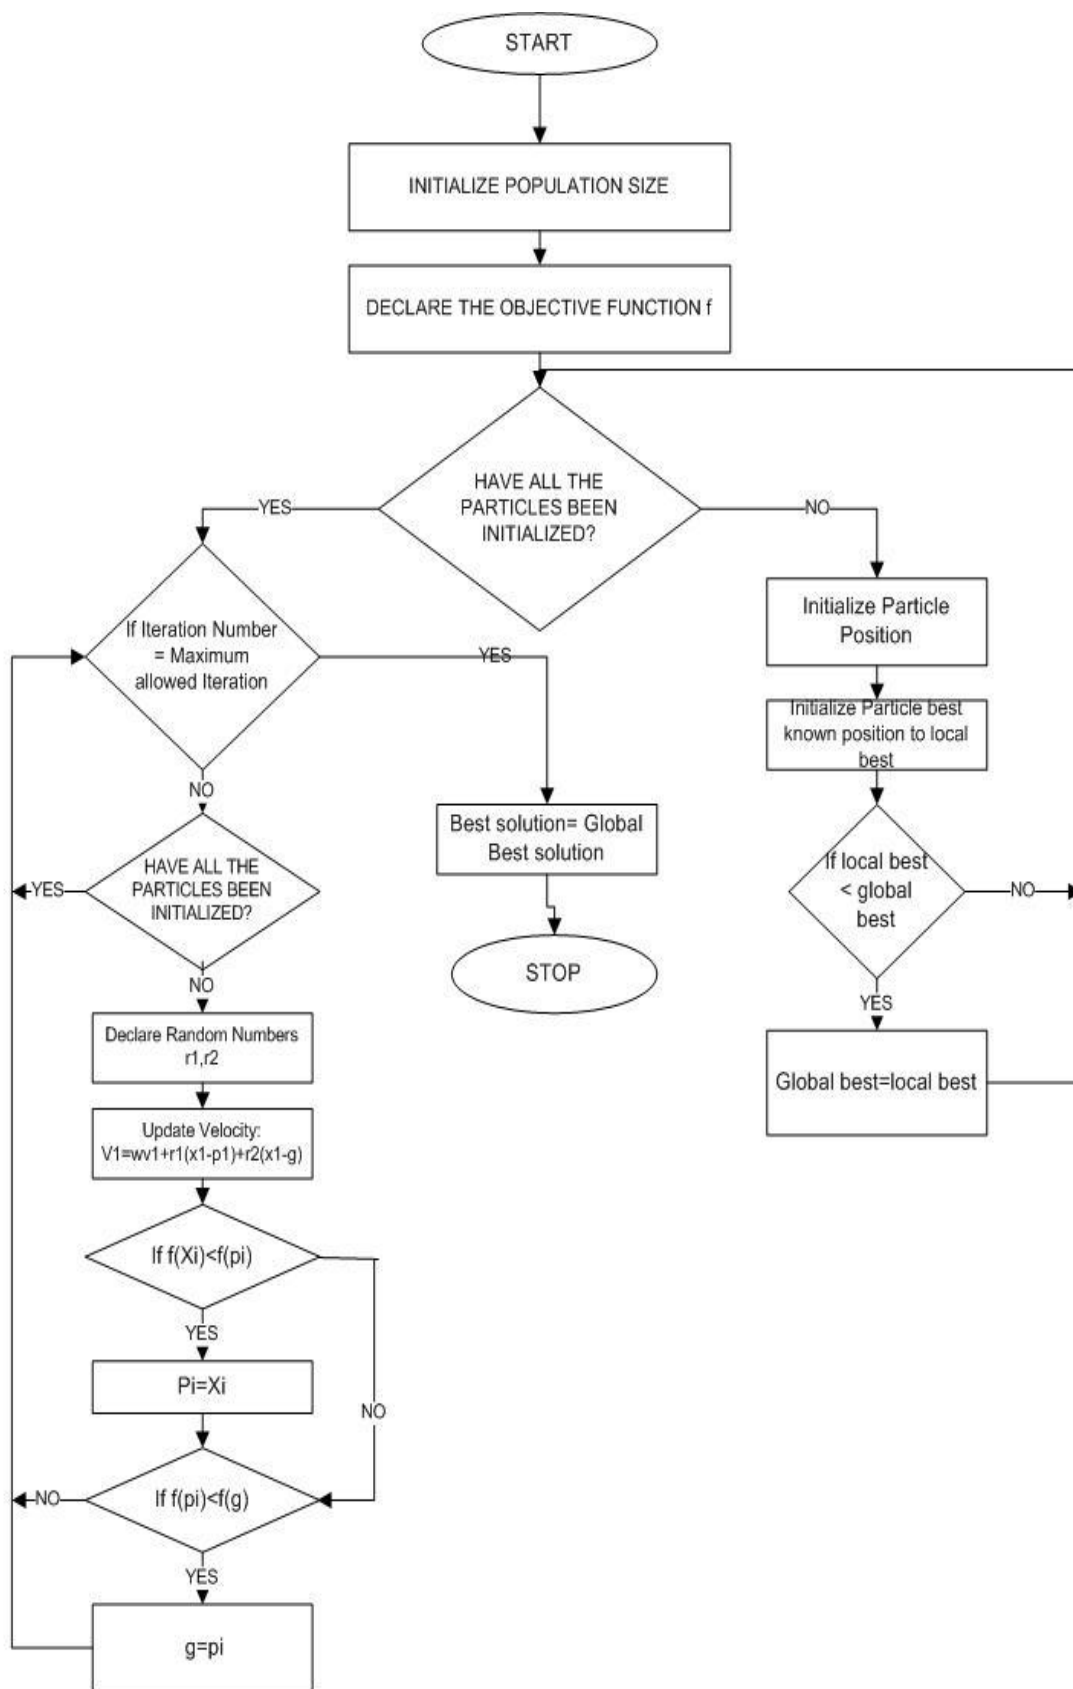 START
INITIALIZE POPULATION SIZE
DECLARE THE OBJECTIVE FUNCTION f
HAVE ALL THE
PARTICLES BEEN
INITIALIZED?
YES
NO
If Iteration Number
= Maximum
allowed Iteration
YES
NO
Initialize Particle
Position
Initialize Particle best
known position to local
best
If local best
< global
best
NO
YES
Global best=local best
Best solution= Global
Best solution
STOP
HAVE ALL THE
PARTICLES BEEN
INITIALIZED?
YES
NO
Declare Random Numbers
r1,r2
Update Velocity:
V1=wv1+r1(x1-p1)+r2(x1-g)
If f(Xi)<f(pi)
YES
NO
Pi=Xi
If f(pi)<f(g)
NO
YES
g=pi